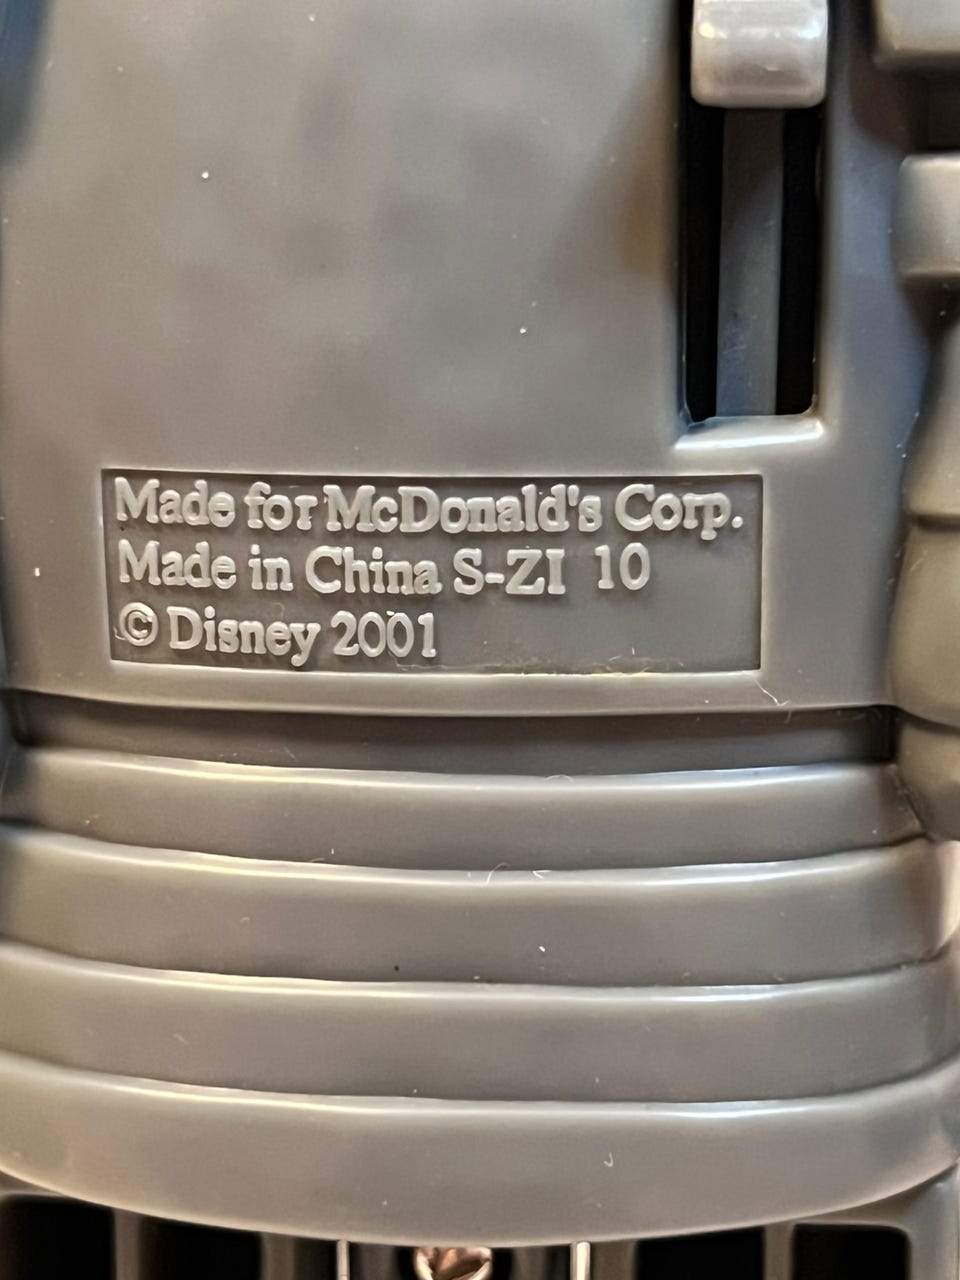 Made for McDonald's Corp.
Made in China S-ZI 10
© Disney 2001